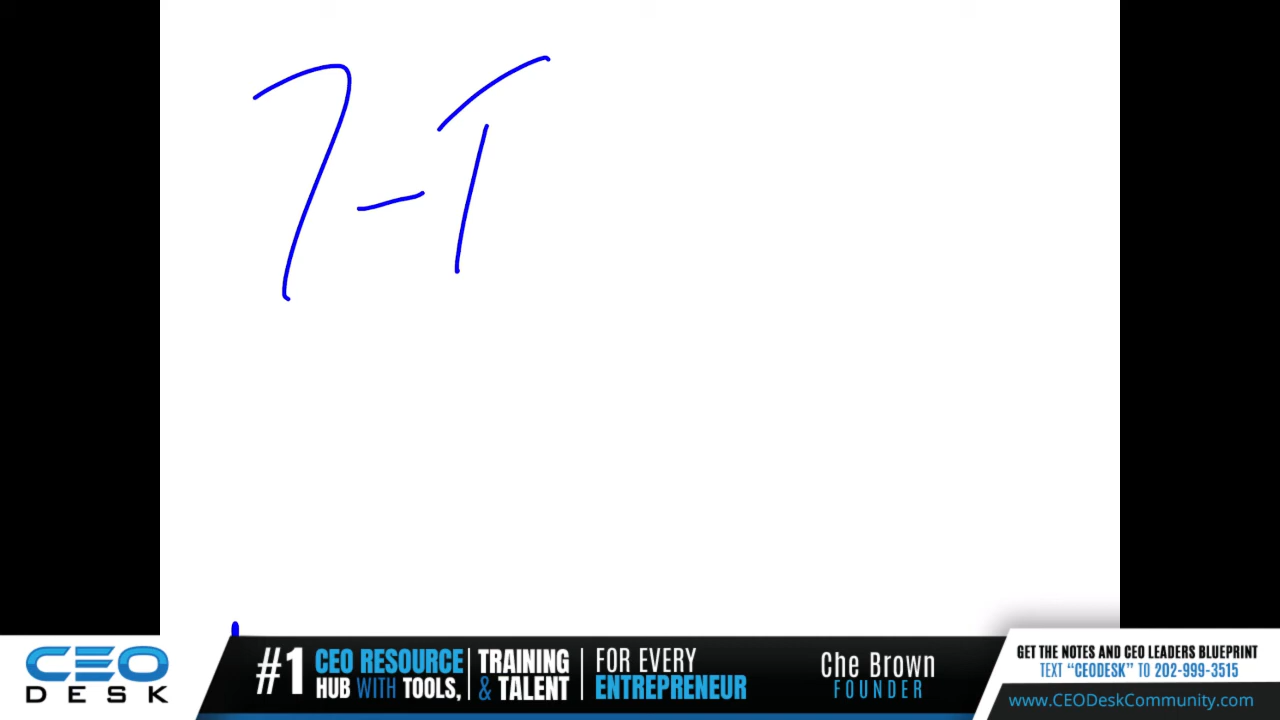 7-T
CEO
DESK
#1 CEO RESOURCE
HUB WITH TOOLS,
TRAINING
& TALENT
FOR EVERY
ENTREPRENEUR
Che Brown
FOUNDER
GET THE NOTES AND CEO LEADERS BLUEPRINT
TEXT “CEODESK” TO 202-999-3515
www.CEODeskCommunity.com